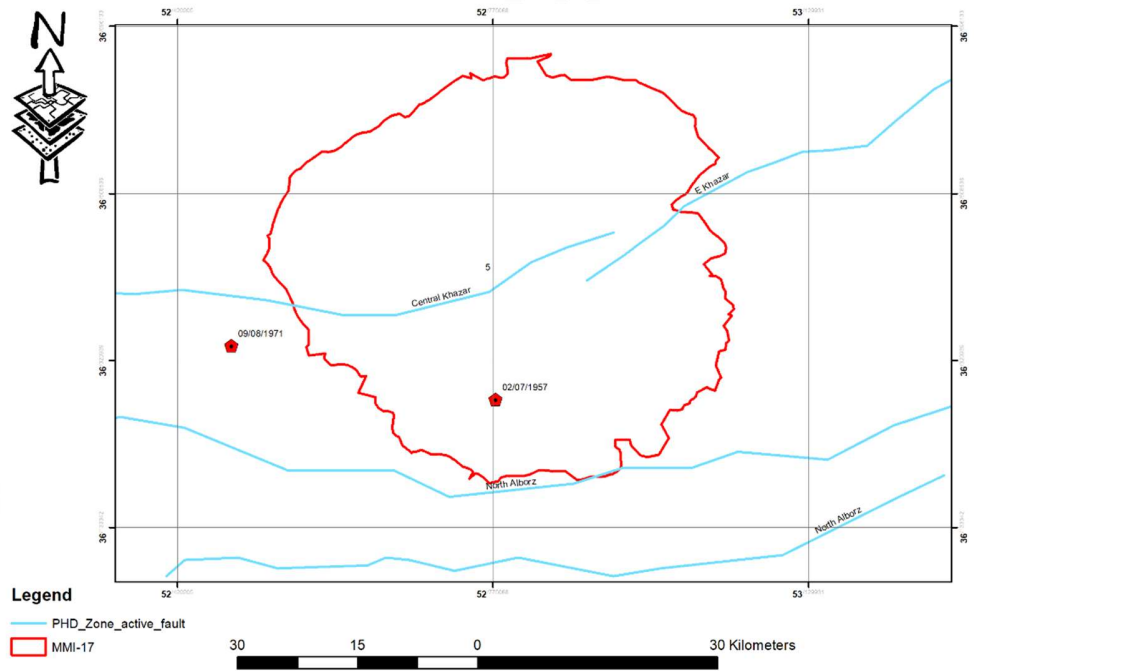 52 52 53
N
36 36
E Khazar
36 36
5
Central Khazar
09/08/1971
36 36
02/07/1957
North Alborz
North Alborz
36 36
52 52 53
Legend
PHD_Zone_active_fault
MMI-17
30 15 0 30 Kilometers